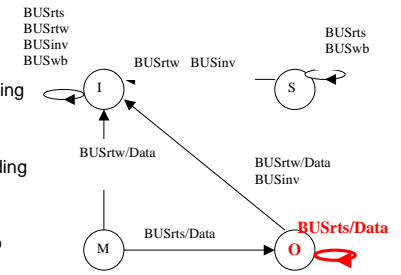 BUSrts
BUSrtw
BUSinv
BUSwb
BUSrtw BUSinv
BUSrts
BUSwb
ing
I
S
BUSrtw/Data
ding
BUSrtw/Data
BUSinv
BUSrts/Data
BUSrts/Data
M
O